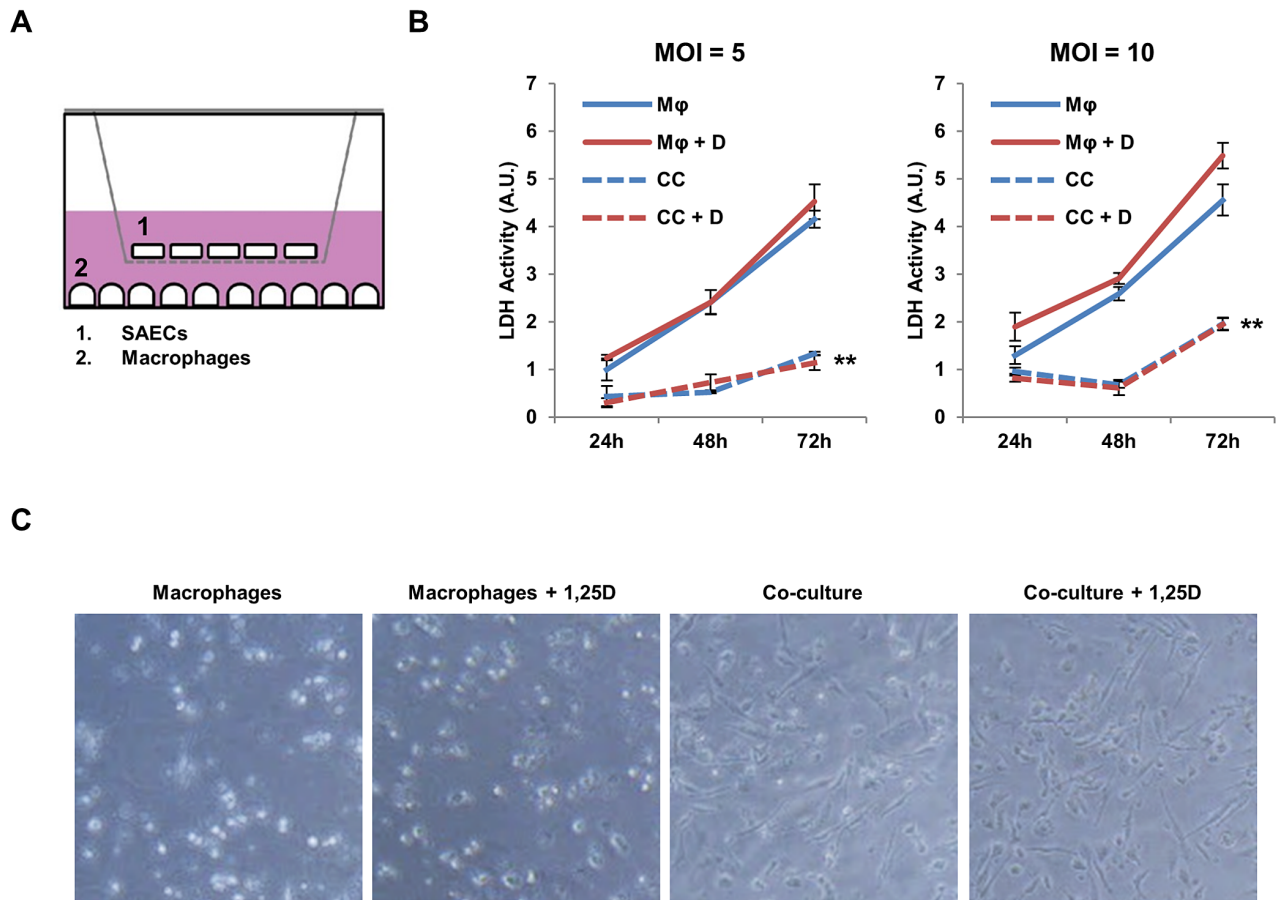 A
1
2
1. SAECs
2. Macrophages
B
MOI = 5
LDH Activity (A.U.)
7
6
5
4
3
2
1
0
Mφ
Mφ + D
CC
CC + D
**
24h 48h 72h
MOI = 10
LDH Activity (A.U.)
7
6
5
4
3
2
1
0
Mφ
Mφ + D
CC
CC + D
**
24h 48h 72h
C
Macrophages
Macrophages + 1,25D
Co-culture
Co-culture + 1,25D